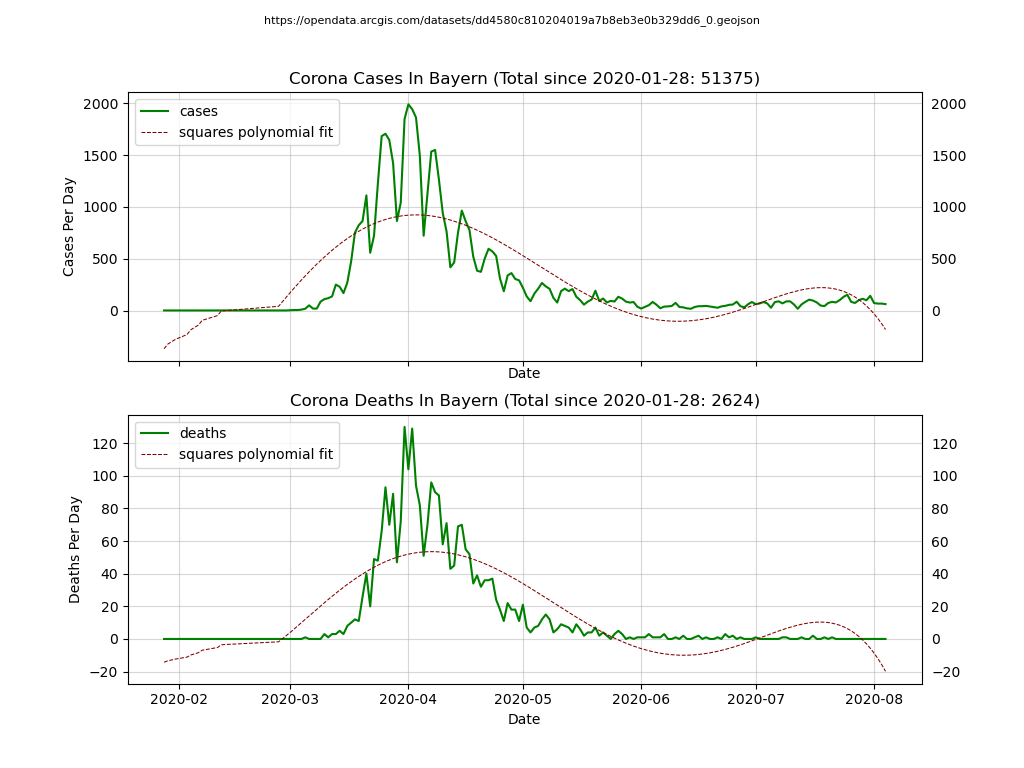 https://opendata.arcgis.com/datasets/dd4580c810204019a7b8eb3e0b329dd6_0.geojson
Corona Cases In Bayern (Total since 2020-01-28: 51375)
cases
squares polynomial fit
2000 2000
1500 1500
1000 1000
500 500
0 0
Cases Per Day
Date
Corona Deaths In Bayern (Total since 2020-01-28: 2624)
deaths
squares polynomial fit
120 120
100 100
80 80
60 60
40 40
20 20
0 0
−20 −20
Deaths Per Day
2020-02 2020-03 2020-04 2020-05 2020-06 2020-07 2020-08
Date